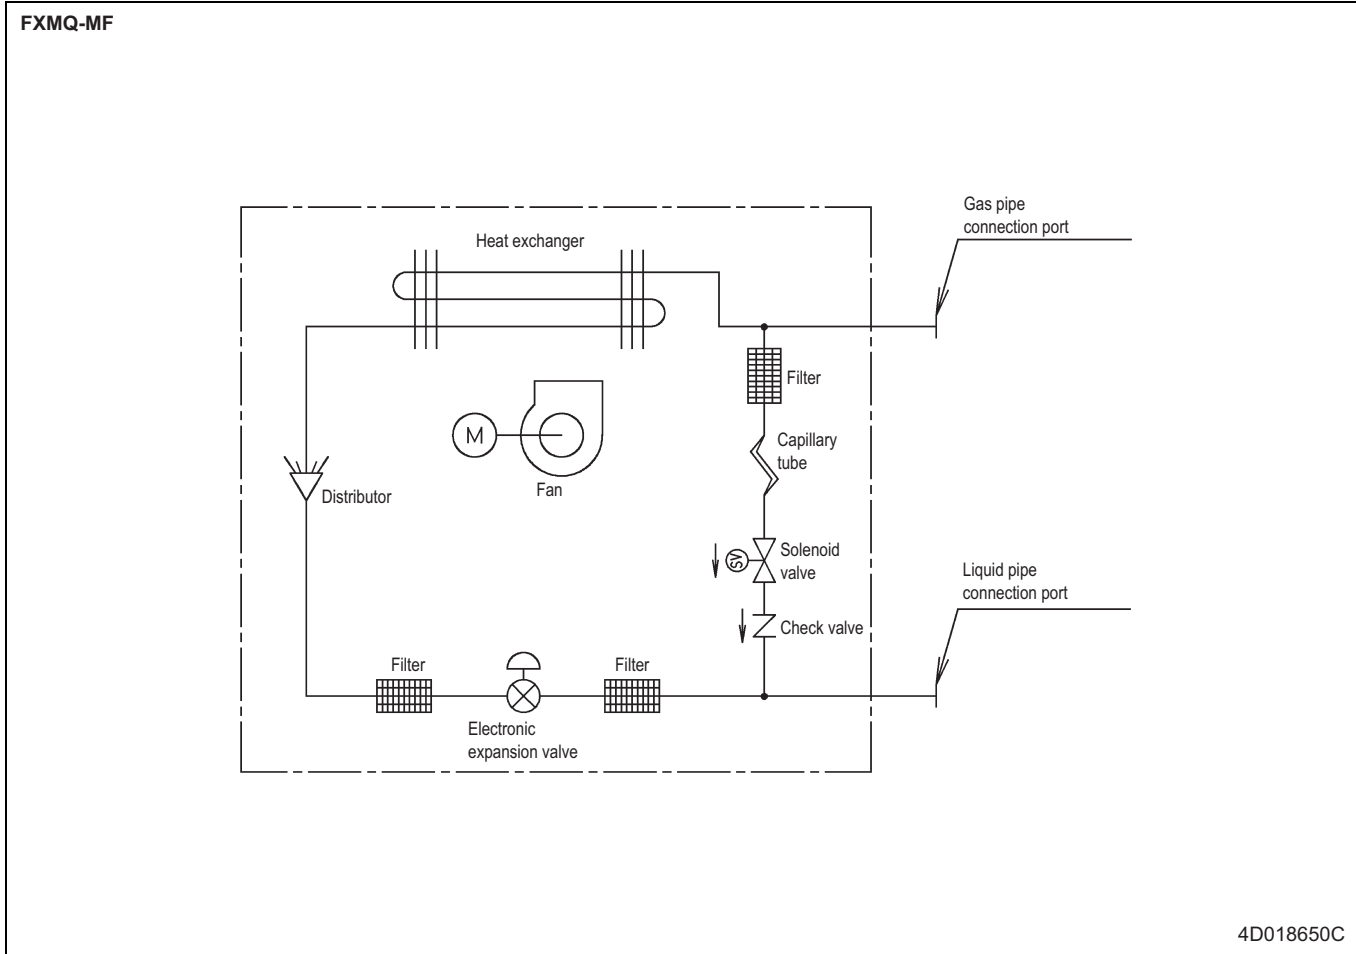 FXMQ-MF
Gas pipe
connection port
Heat exchanger
Filter
M
Capillary
tube
Fan
Distributor
Solenoid
valve
SV
Liquid pipe
connection port
Check valve
Filter
Filter
Electronic
expansion valve
4D018650C